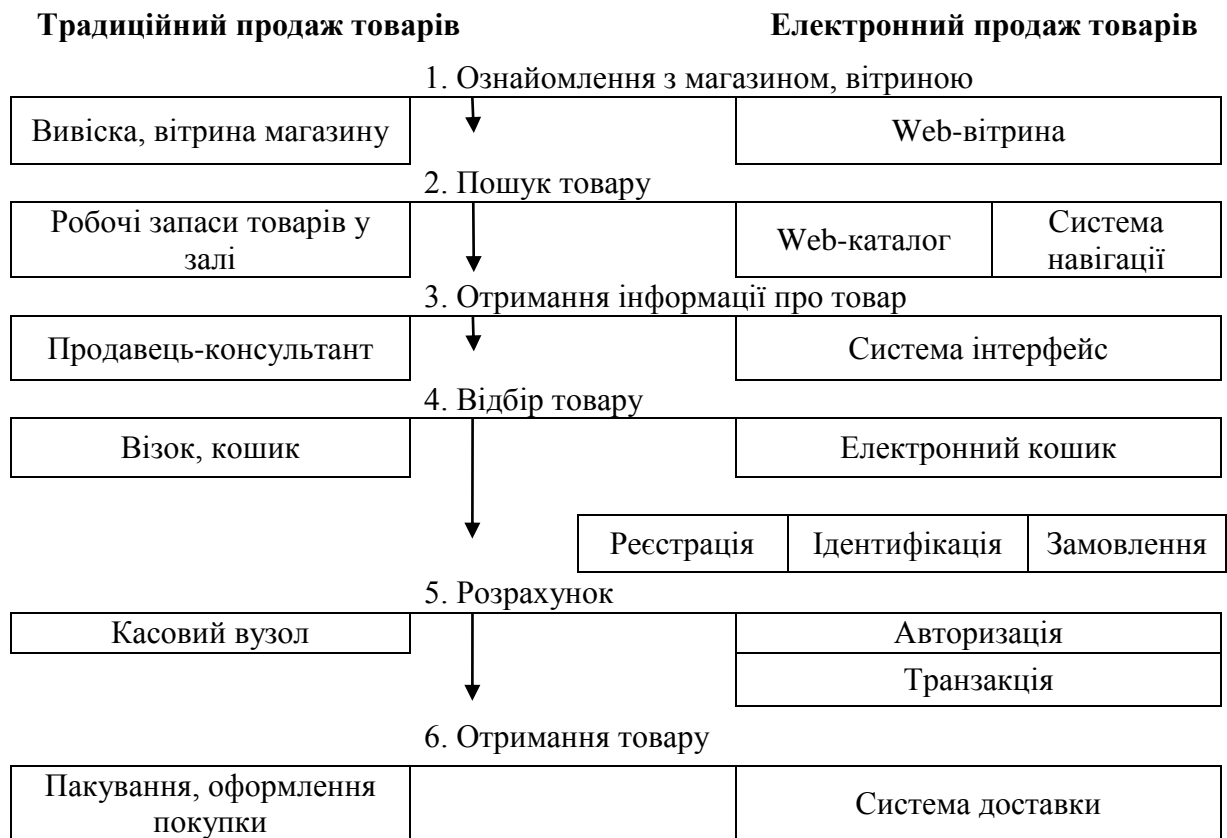 Традиційний продаж товарів
Електронний продаж товарів
1. Ознайомлення з магазином, вітриною
Вивіска, вітрина магазину
Web-вітрина
2. Пошук товару
Робочі запаси товарів у
залі
Web-каталог
Система
навігації
3. Отримання інформації про товар
Продавець-консультант
Система інтерфейс
4. Відбір товару
Візок, кошик
Електронний кошик
Реєстрація
Ідентифікація
Замовлення
5. Розрахунок
Касовий вузол
Авторизація
Транзакція
6. Отримання товару
Пакування, оформлення
покупки
Система доставки